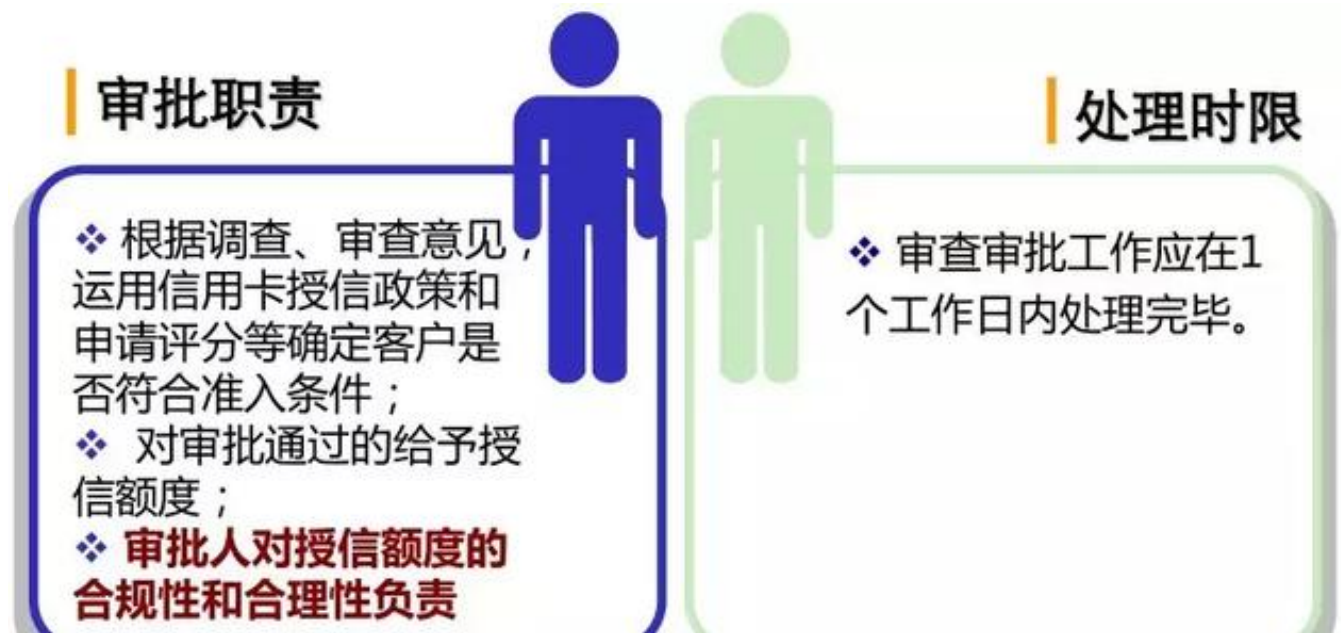 审批职责
❖ 根据调查、审查意见，
运用信用卡授信政策和
申请评分等确定客户是
否符合准入条件；
❖ 对审批通过的给予授
信额度；
❖ 审批人对授信额度的
合规性和合理性负责
处理时限
❖ 审查审批工作应在1
个工作日内处理完毕。